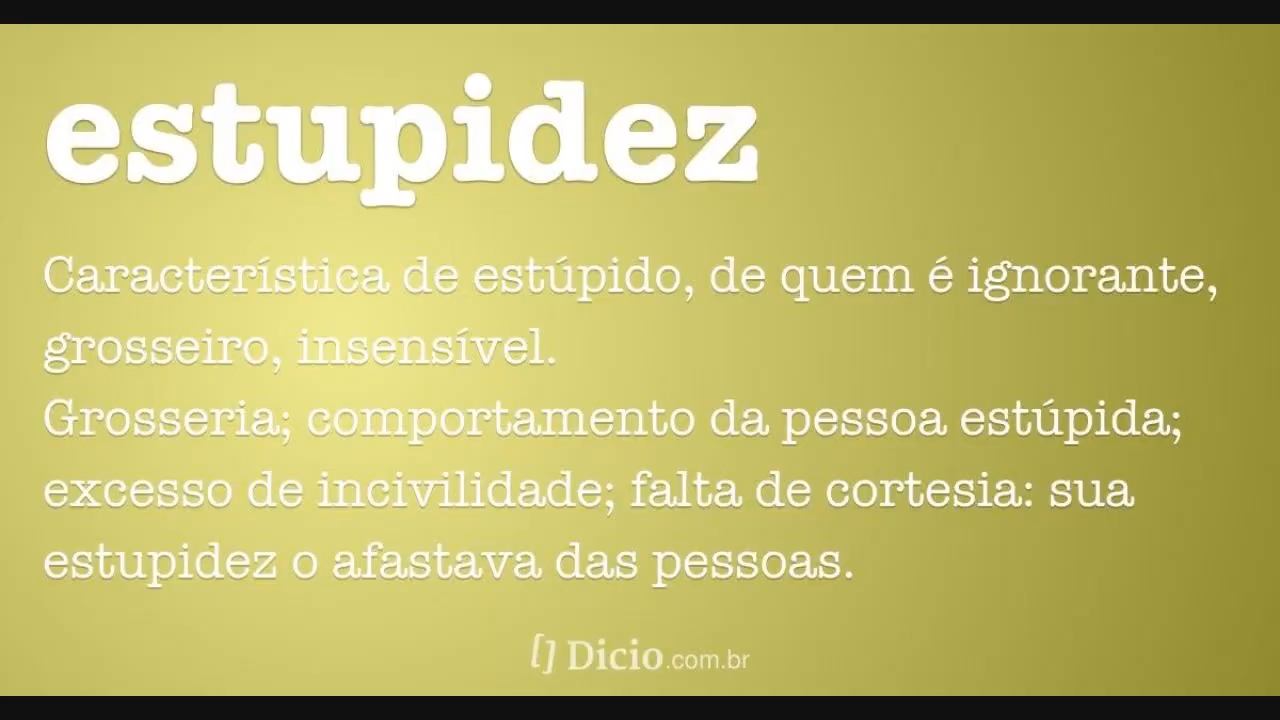 estupidez
Característica de estúpido, de quem é ignorante,
grosseiro, insensível.
Grosseria; comportamento da pessoa estúpida;
excesso de incivilidade; falta de cortesia: sua
estupidez o afastava das pessoas.
[] Dicio.com.br